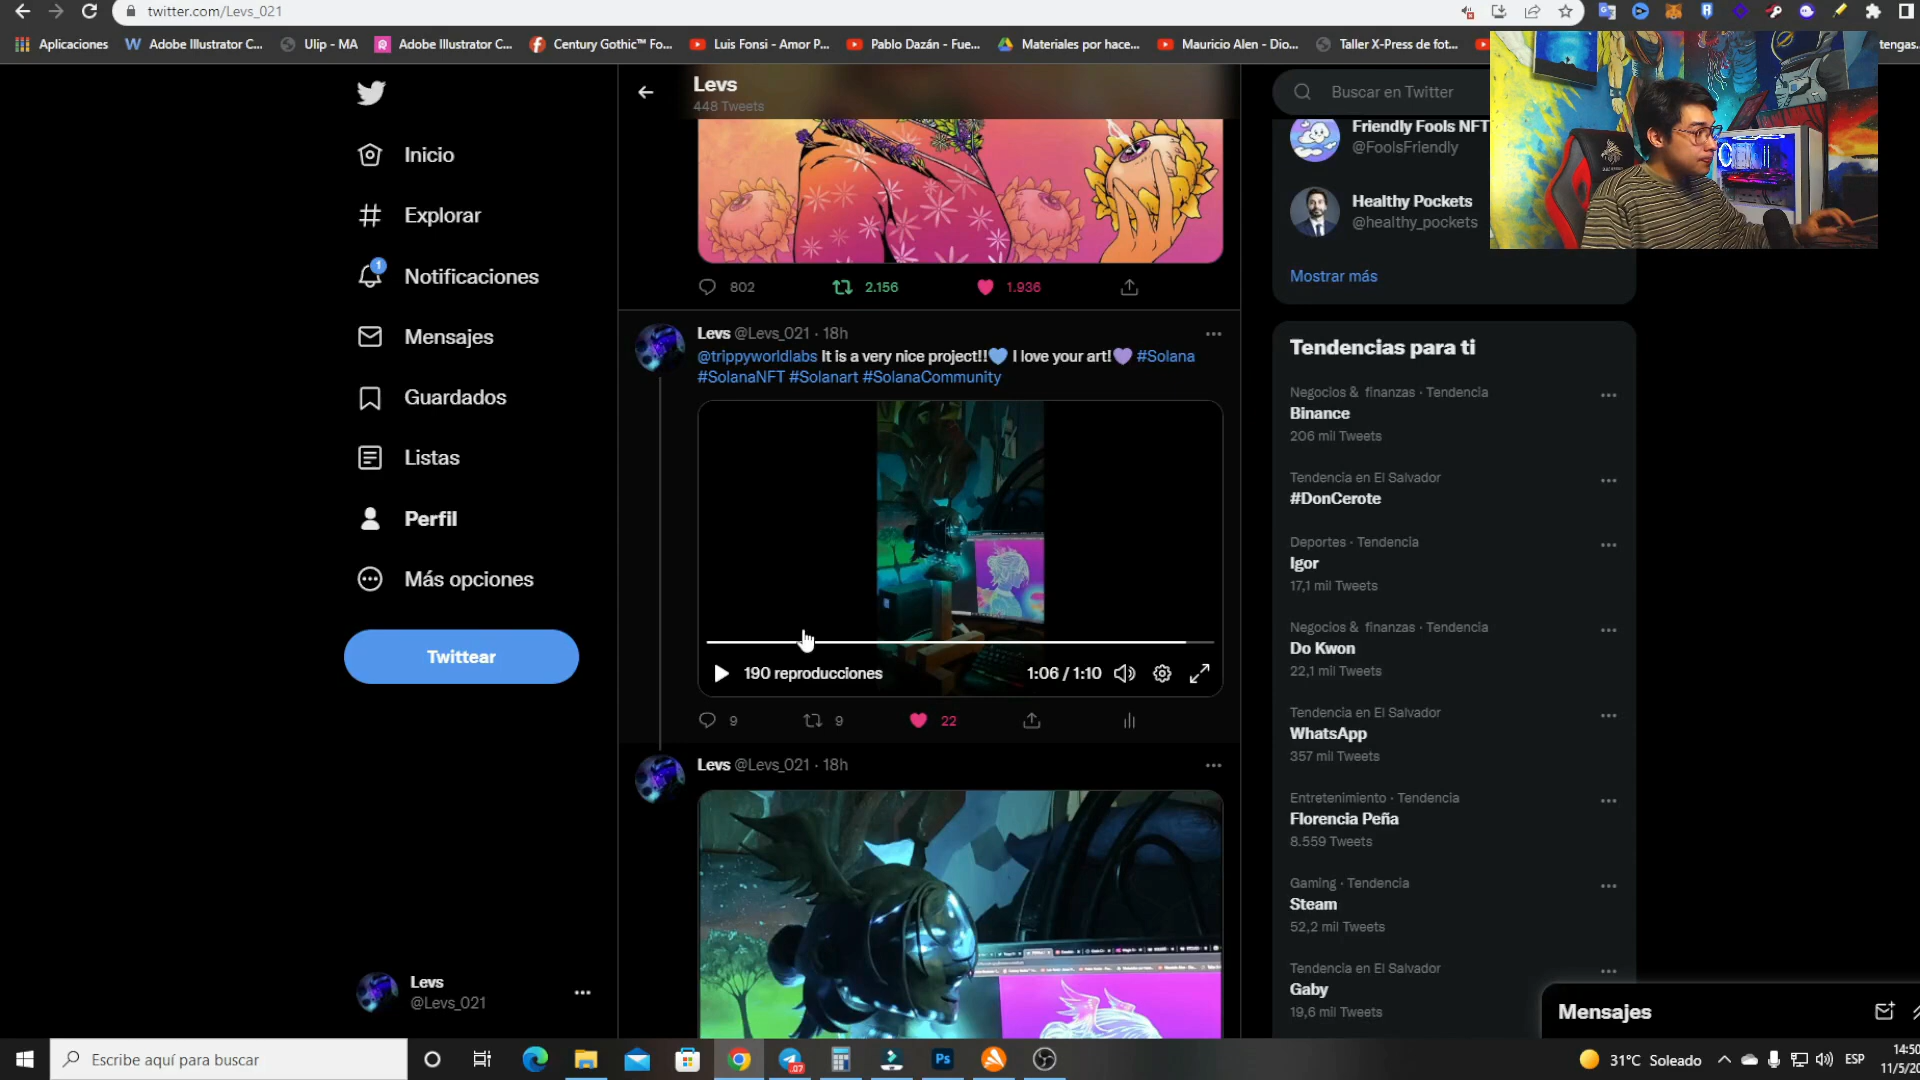 twitter.com/Levs_021
Aplicaciones
Adobe Illustrator C...
Ulip - MA
Adobe Illustrator C...
Century Gothic™ Fo...
Luis Fonsi - Amor P...
Pablo Dazán - Fue...
Materiales por hace...
Mauricio Alen - Dio...
Taller X-Press de fot...
tengas...
Inicio
Explorar
1
Notificaciones
Mensajes
Guardados
Listas
Perfil
Más opciones
Twittear
Levs
@Levs_021
Levs
448 Tweets
802
2.156
1.936
Levs @Levs_021 · 18h
@trippyworldlabs It is a very nice project!!💙 I love your art!💜 #Solana
#SolanaNFT #Solanart #SolanaCommunity
190 reproducciones
1:06 / 1:10
9
9
22
Levs @Levs_021 · 18h
Buscar en Twitter
Friendly Fools NFT
@FoolsFriendly
Healthy Pockets
@healthy_pockets
Mostrar más
Tendencias para ti
Negocios & finanzas · Tendencia
Binance
206 mil Tweets
Tendencia en El Salvador
#DonCerote
Deportes · Tendencia
Igor
17,1 mil Tweets
Negocios & finanzas · Tendencia
Do Kwon
22,1 mil Tweets
Tendencia en El Salvador
WhatsApp
357 mil Tweets
Entretenimiento · Tendencia
Florencia Peña
8.559 Tweets
Gaming · Tendencia
Steam
52,2 mil Tweets
Tendencia en El Salvador
Gaby
19,6 mil Tweets
Mensajes
Escribe aquí para buscar
Ps
31°C Soleado
ESP
14:50
11/5/20